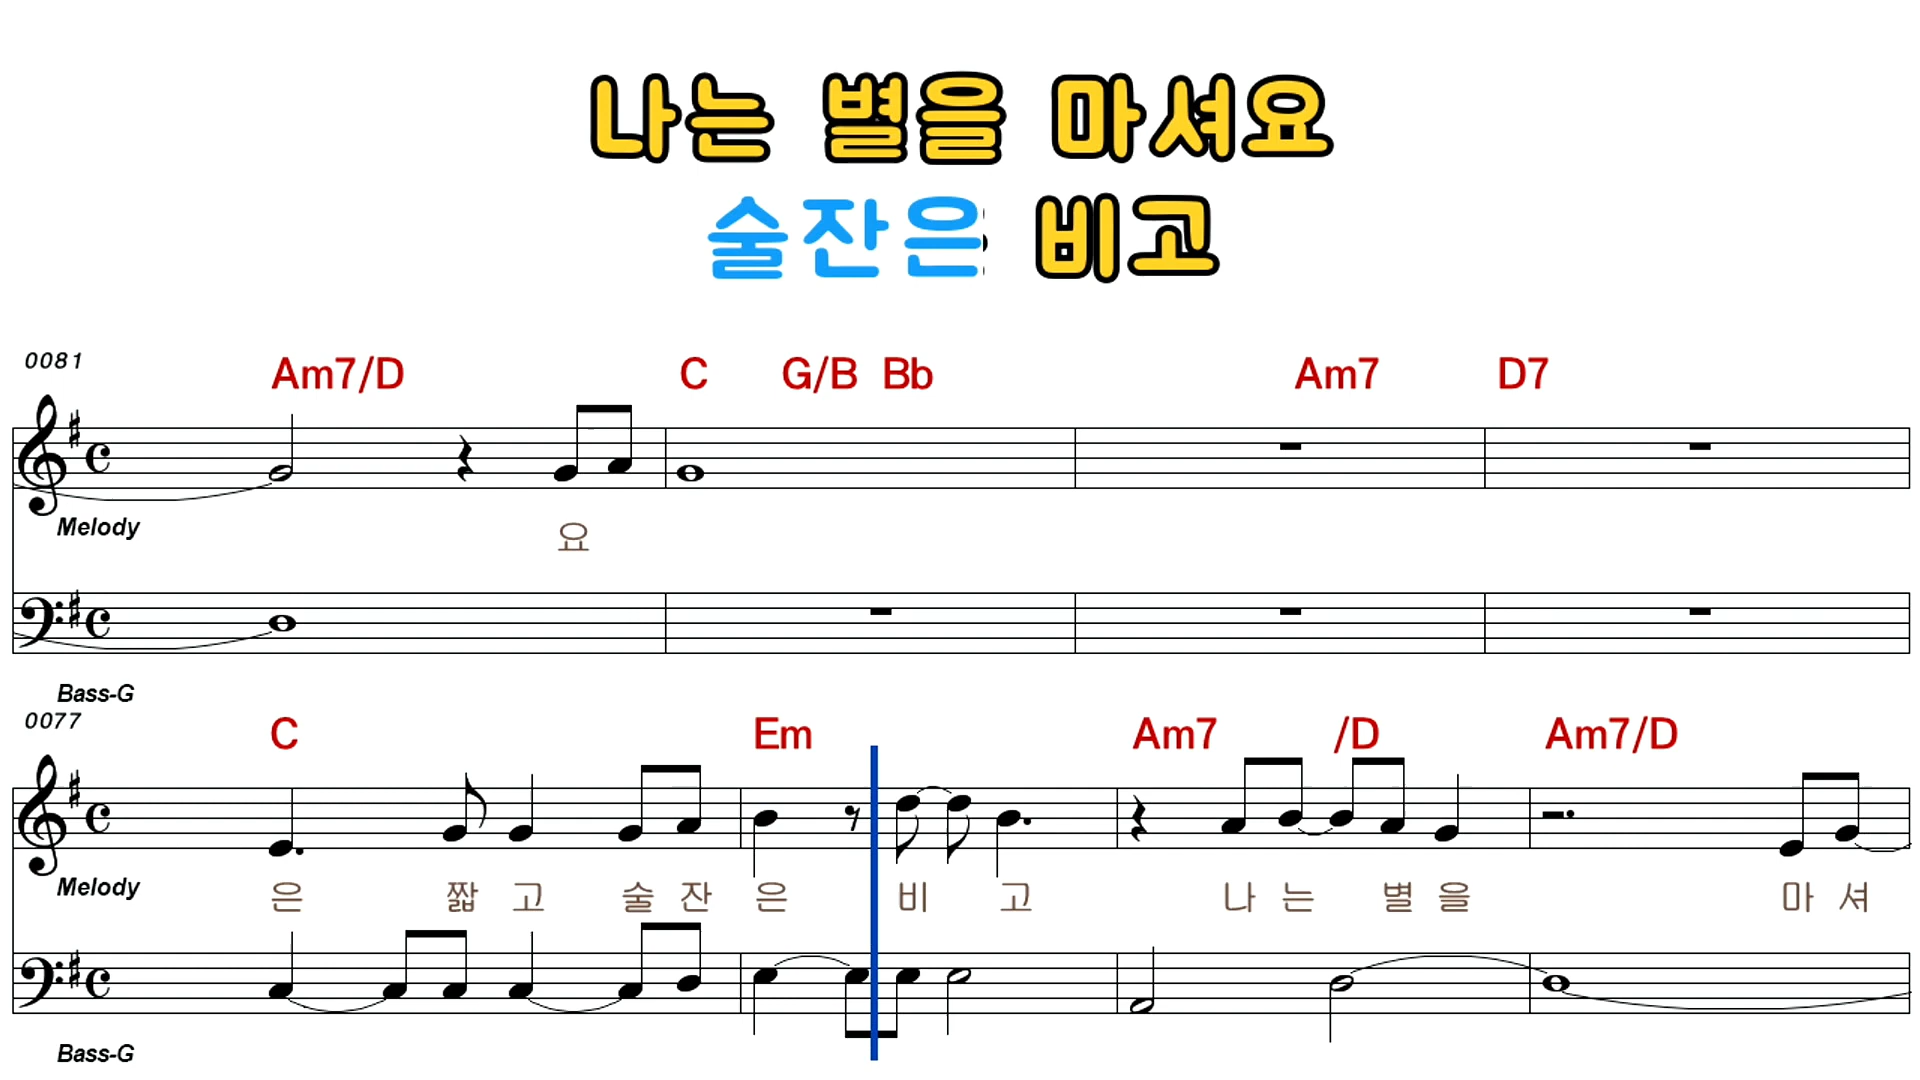 나는 별을 마셔요
술잔은 비고
0081
Am7/D C G/B Bb Am7 D7
Melody
요
Bass-G
0077
C Em Am7 /D Am7/D
Melody
은 짧 고 술 잔 은 비 고 나 는 별 을 마 셔
Bass-G